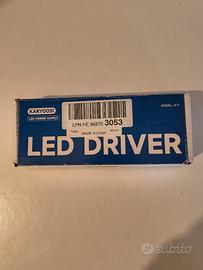 KARYOOSI
LED POWER SUPPLY
LPN HE 96870 3053
MADE IN CHINA
LED DRIVER
subito